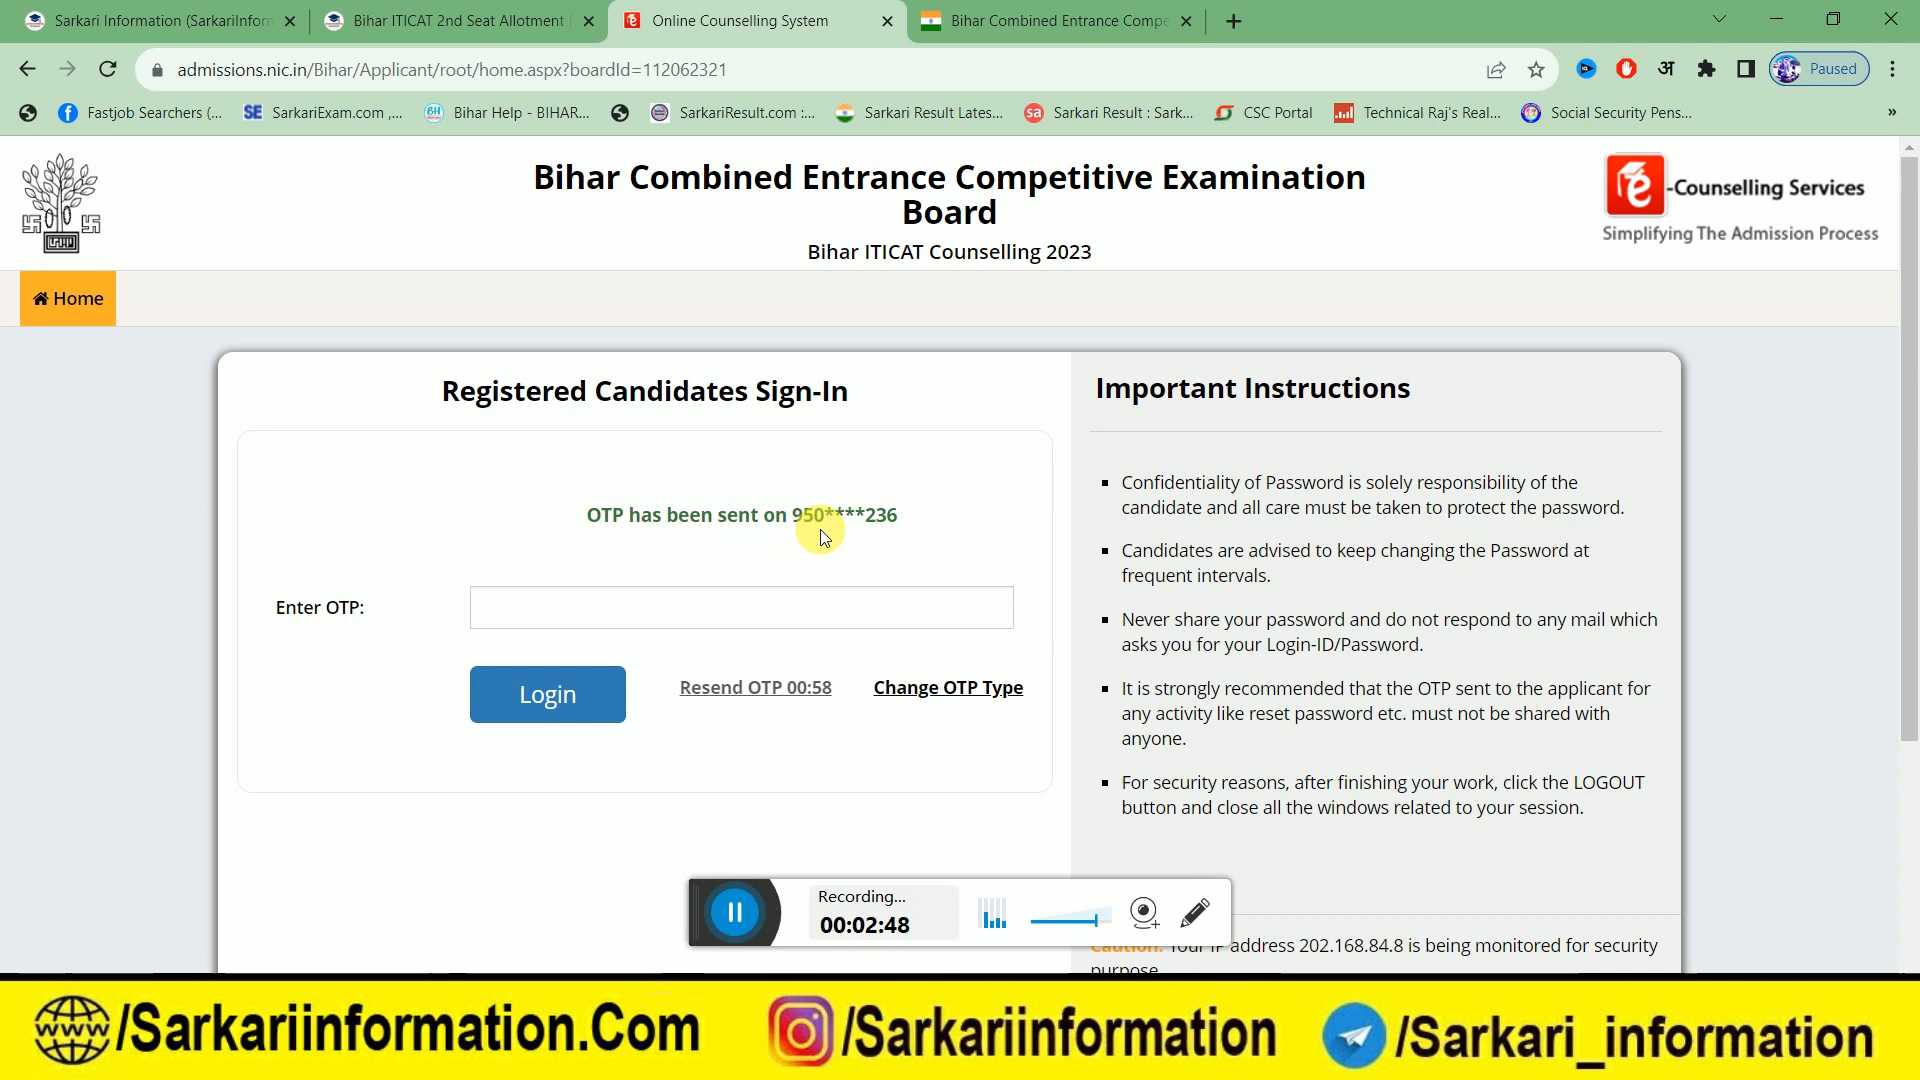 Sarkari Information (SarkariInforn
Bihar ITICAT 2nd Seat Allotment
Online Counselling System
Bihar Combined Entrance Compe
admissions.nic.in/Bihar/Applicant/root/home.aspx?boardId=112062321
अ
Paused
Fastjob Searchers (...
SE SarkariExam.com ,...
BH Bihar Help - BIHAR...
SarkariResult.com :...
Sarkari Result Lates...
sa Sarkari Result : Sark...
CSC Portal
Technical Raj's Real...
Social Security Pens...
»
Bihar Combined Entrance Competitive Examination
Board
Bihar ITICAT Counselling 2023
e-Counselling Services
Simplifying The Admission Process
Home
Registered Candidates Sign-In
OTP has been sent on 950****236
Enter OTP:
Login
Resend OTP 00:58
Change OTP Type
Important Instructions
Confidentiality of Password is solely responsibility of the
candidate and all care must be taken to protect the password.
Candidates are advised to keep changing the Password at
frequent intervals.
Never share your password and do not respond to any mail which
asks you for your Login-ID/Password.
It is strongly recommended that the OTP sent to the applicant for
any activity like reset password etc. must not be shared with
anyone.
For security reasons, after finishing your work, click the LOGOUT
button and close all the windows related to your session.
Recording...
00:02:48
Caution: Your IP address 202.168.84.8 is being monitored for security
purpose
www /Sarkariinformation.Com
/Sarkariinformation
/Sarkari_information